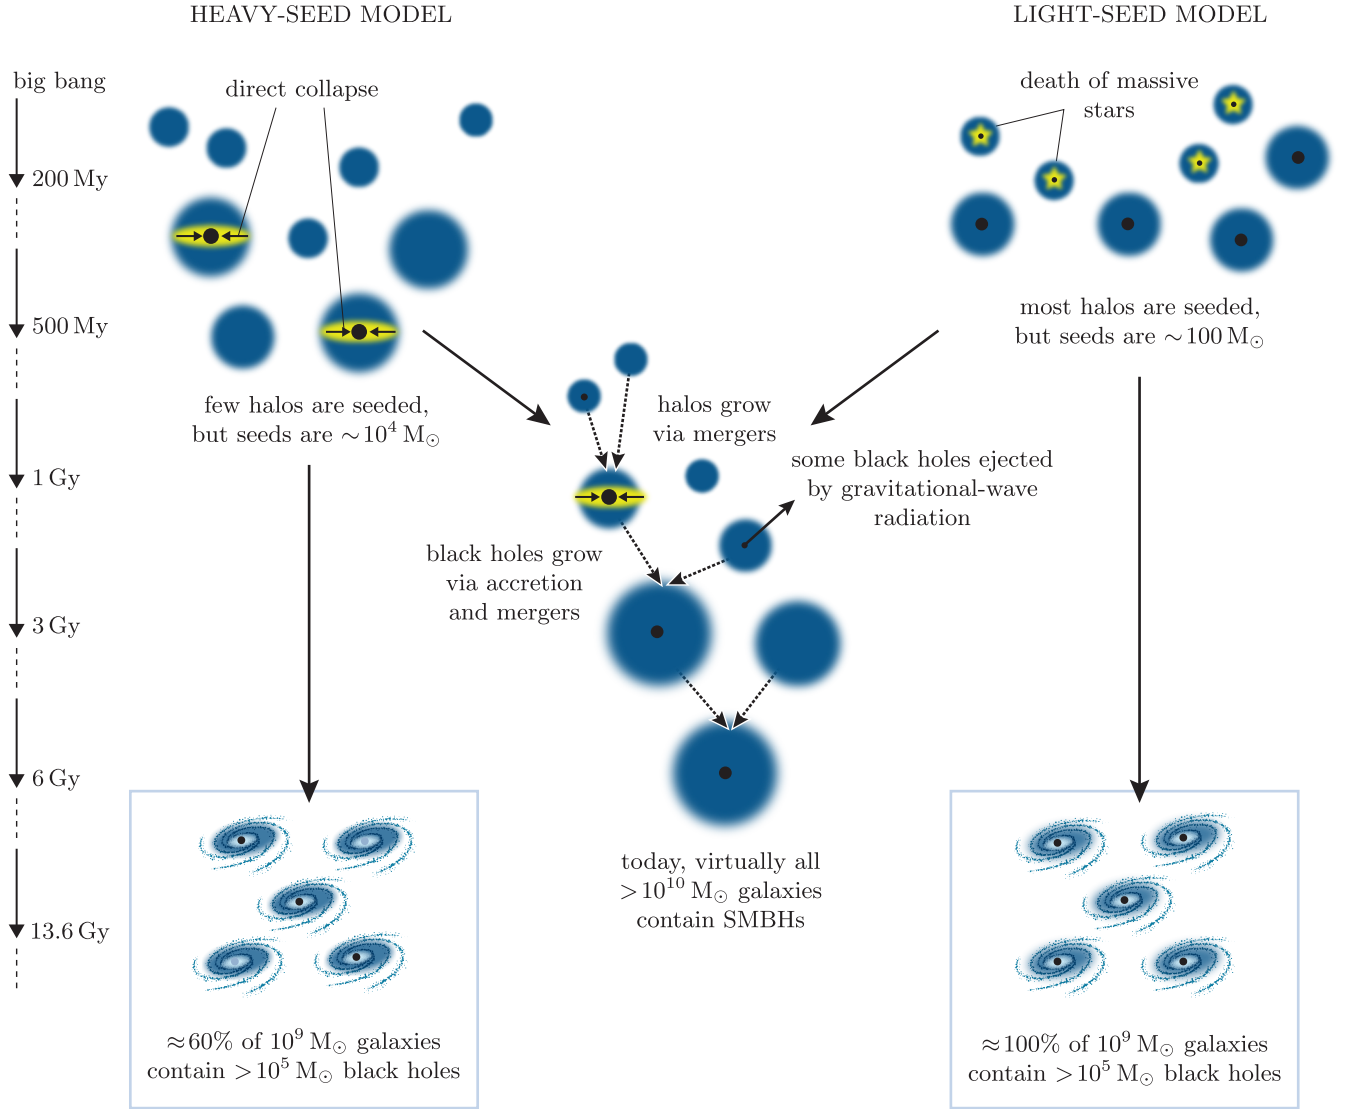 HEAVY-SEED MODEL
LIGHT-SEED MODEL
big bang
200 My
500 My
1 Gy
3 Gy
6 Gy
13.6 Gy
direct collapse
few halos are seeded,
but seeds are ~10⁴ M☉
death of massive
stars
most halos are seeded,
but seeds are ~100 M☉
halos grow
via mergers
some black holes ejected
by gravitational-wave
radiation
black holes grow
via accretion
and mergers
today, virtually all
>10¹⁰ M☉ galaxies
contain SMBHs
≈60% of 10⁹ M☉ galaxies
contain >10⁵ M☉ black holes
≈100% of 10⁹ M☉ galaxies
contain >10⁵ M☉ black holes